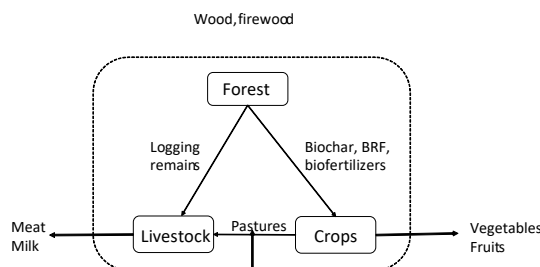 Wood, firewood
Forest
Logging
remains
Biochar, BRF,
biofertilizers
Meat
Milk
Livestock
Pastures
Crops
Vegetables
Fruits